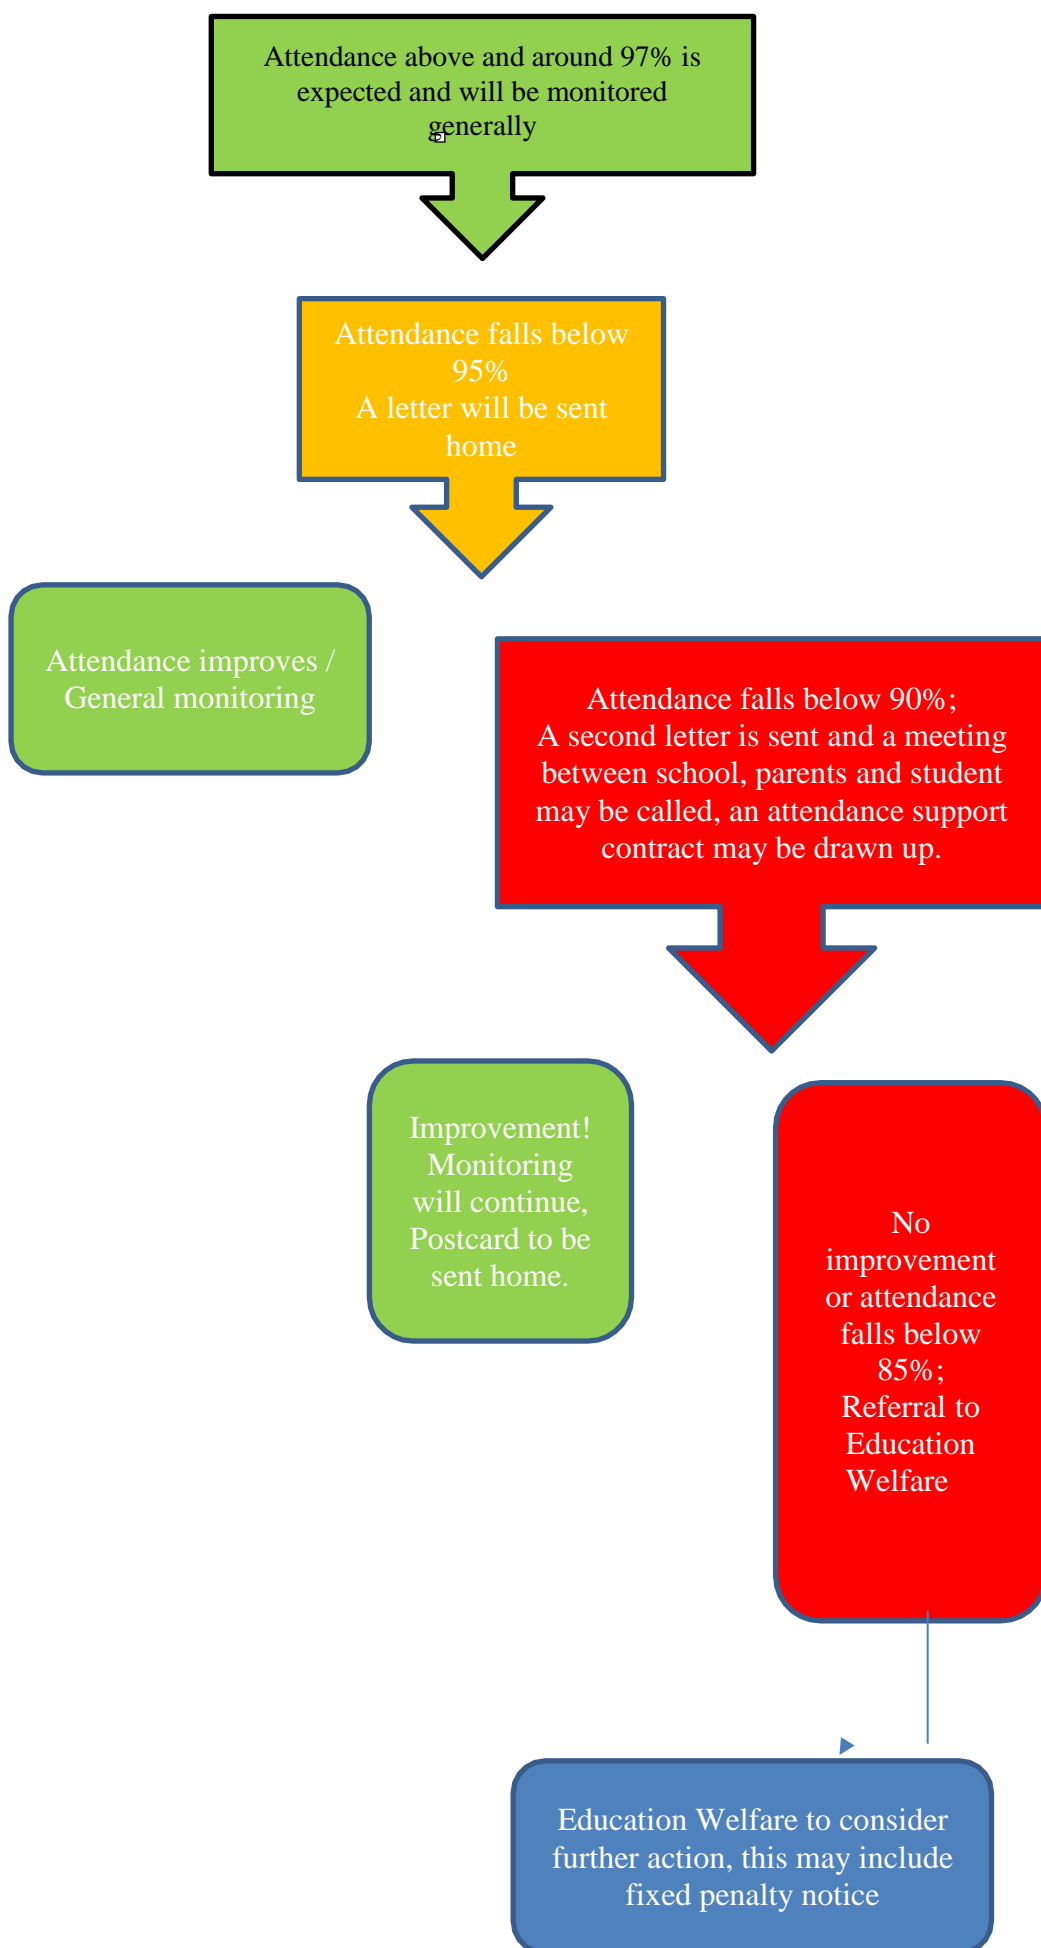 Attendance above and around 97% is
expected and will be monitored
generally
Attendance falls below
95%
A letter will be sent
home
Attendance improves /
General monitoring
Attendance falls below 90%;
A second letter is sent and a meeting
between school, parents and student
may be called, an attendance support
contract may be drawn up.
Improvement!
Monitoring
will continue,
Postcard to be
sent home.
No
improvement
or attendance
falls below
85%;
Referral to
Education
Welfare
Education Welfare to consider
further action, this may include
fixed penalty notice